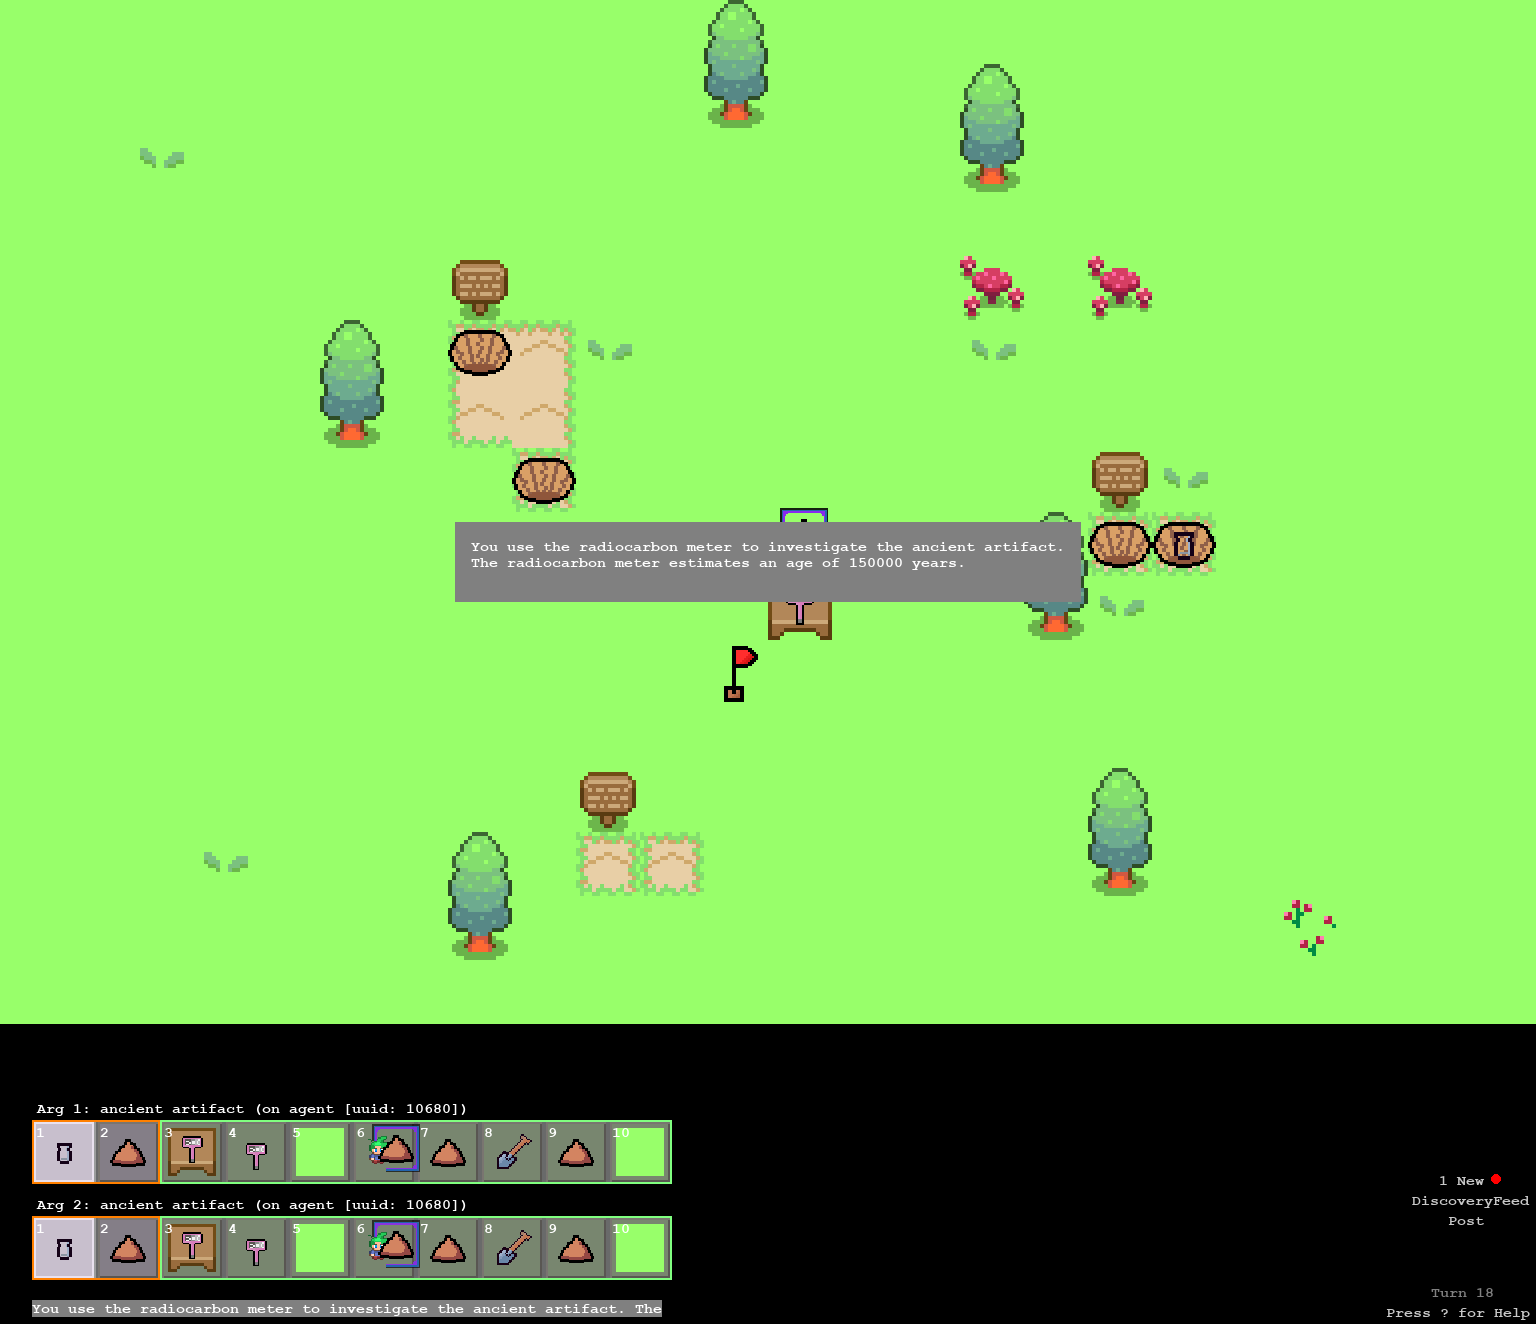 You use the radiocarbon meter to investigate the ancient artifact.
The radiocarbon meter estimates an age of 150000 years.
Arg 1: ancient artifact (on agent [uuid: 10680])
1 2 3 4 5 6 7 8 9 10
Arg 2: ancient artifact (on agent [uuid: 10680])
1 2 3 4 5 6 7 8 9 10
You use the radiocarbon meter to investigate the ancient artifact. The
1 New
DiscoveryFeed
Post
Turn 18
Press ? for Help